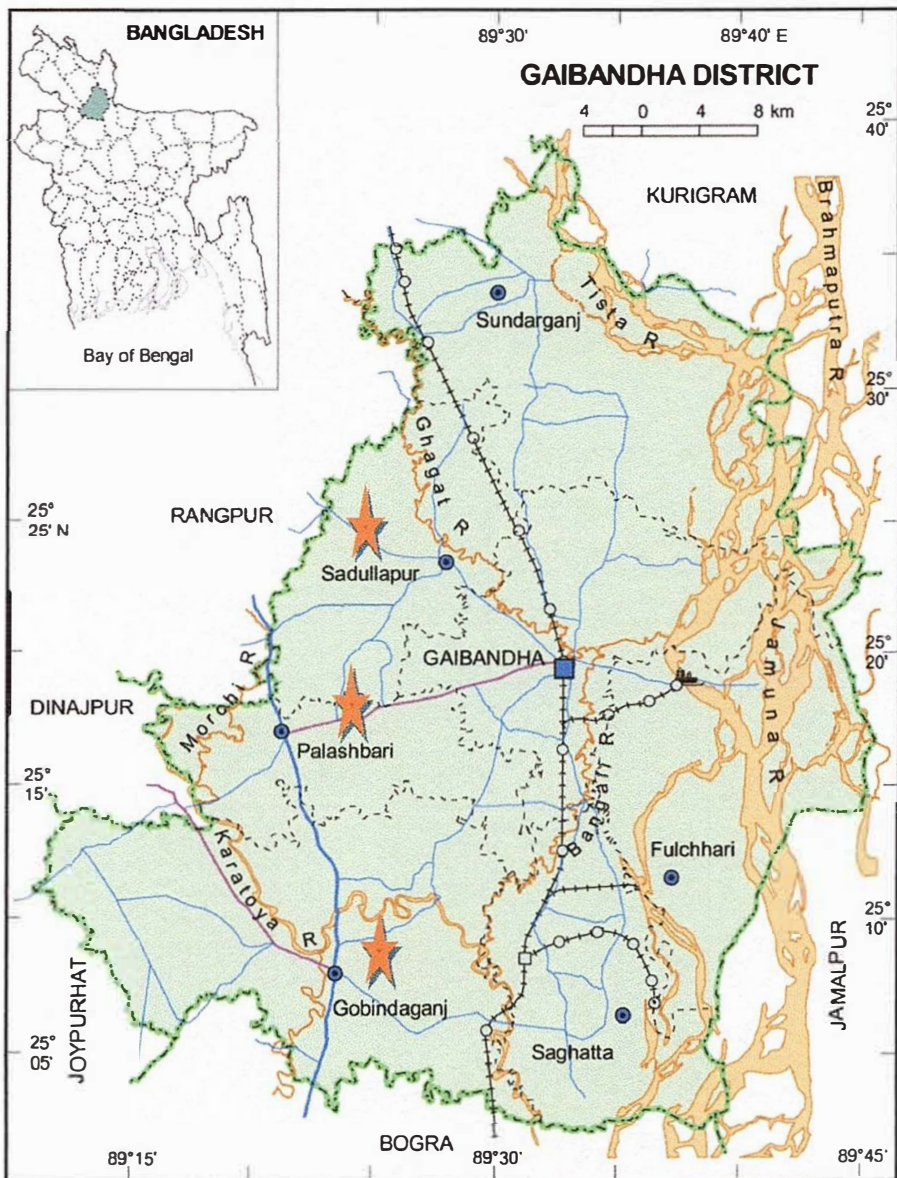 BANGLADESH
Bay of Bengal
89°30'
89°40' E
GAIBANDHA DISTRICT
4 0 4 8 km
25°
40'
KURIGRAM
Brahmaputra R
Tista R
Sundarganj
25°
30'
Ghagat R
25°
25' N
RANGPUR
Sadullapur
GAIBANDHA
Jamuna R
25°
20'
Morobi R
DINAJPUR
Palashbari
25°
15'
Bangali R
Fulchhari
Karatoya R
25°
10'
Gobindaganj
Saghatta
JOYPURHAT
JAMALPUR
25°
05'
BOGRA
89°15'
89°30'
89°45'